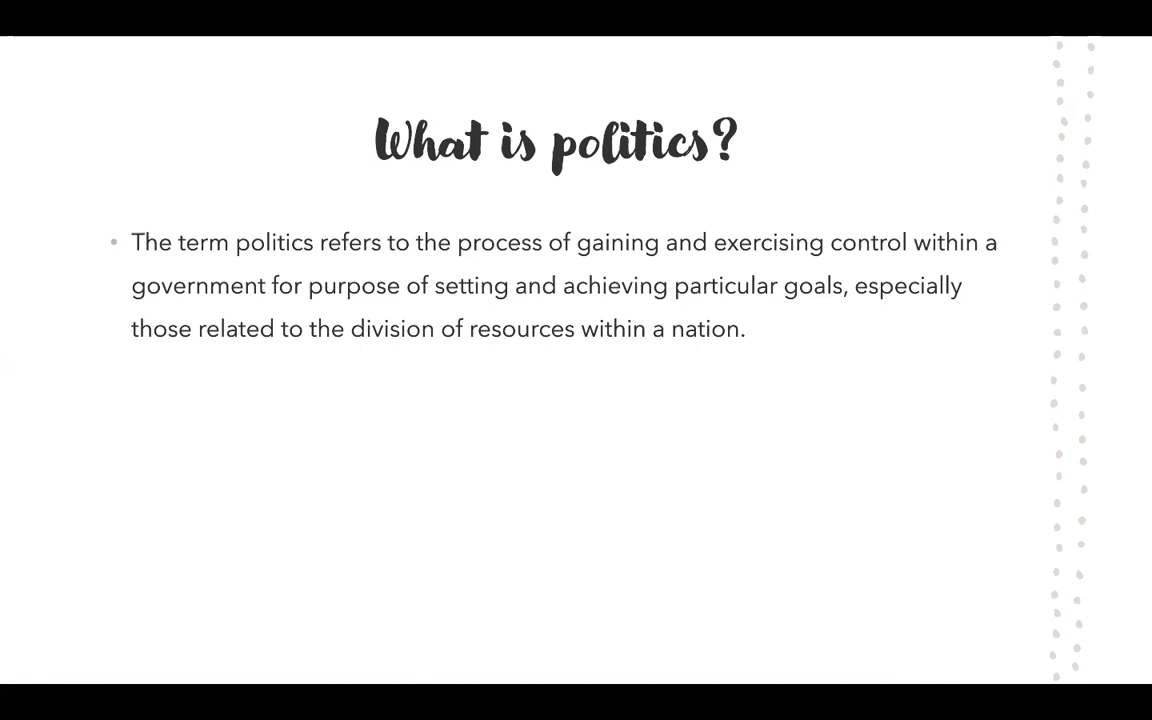 What is politics?
• The term politics refers to the process of gaining and exercising control within a
government for purpose of setting and achieving particular goals, especially
those related to the division of resources within a nation.